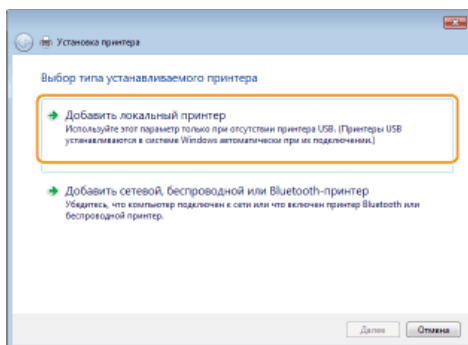 Установка принтера
Выбор типа устанавливаемого принтера
Добавить локальный принтер
Используйте этот параметр только при отсутствии принтера USB. (Принтеры USB
устанавливаются в системе Windows автоматически при их подключении.)
Добавить сетевой, беспроводной или Bluetooth-принтер
Убедитесь, что компьютер подключен к сети или что включен принтер Bluetooth или
беспроводной принтер.
Далее Отмена